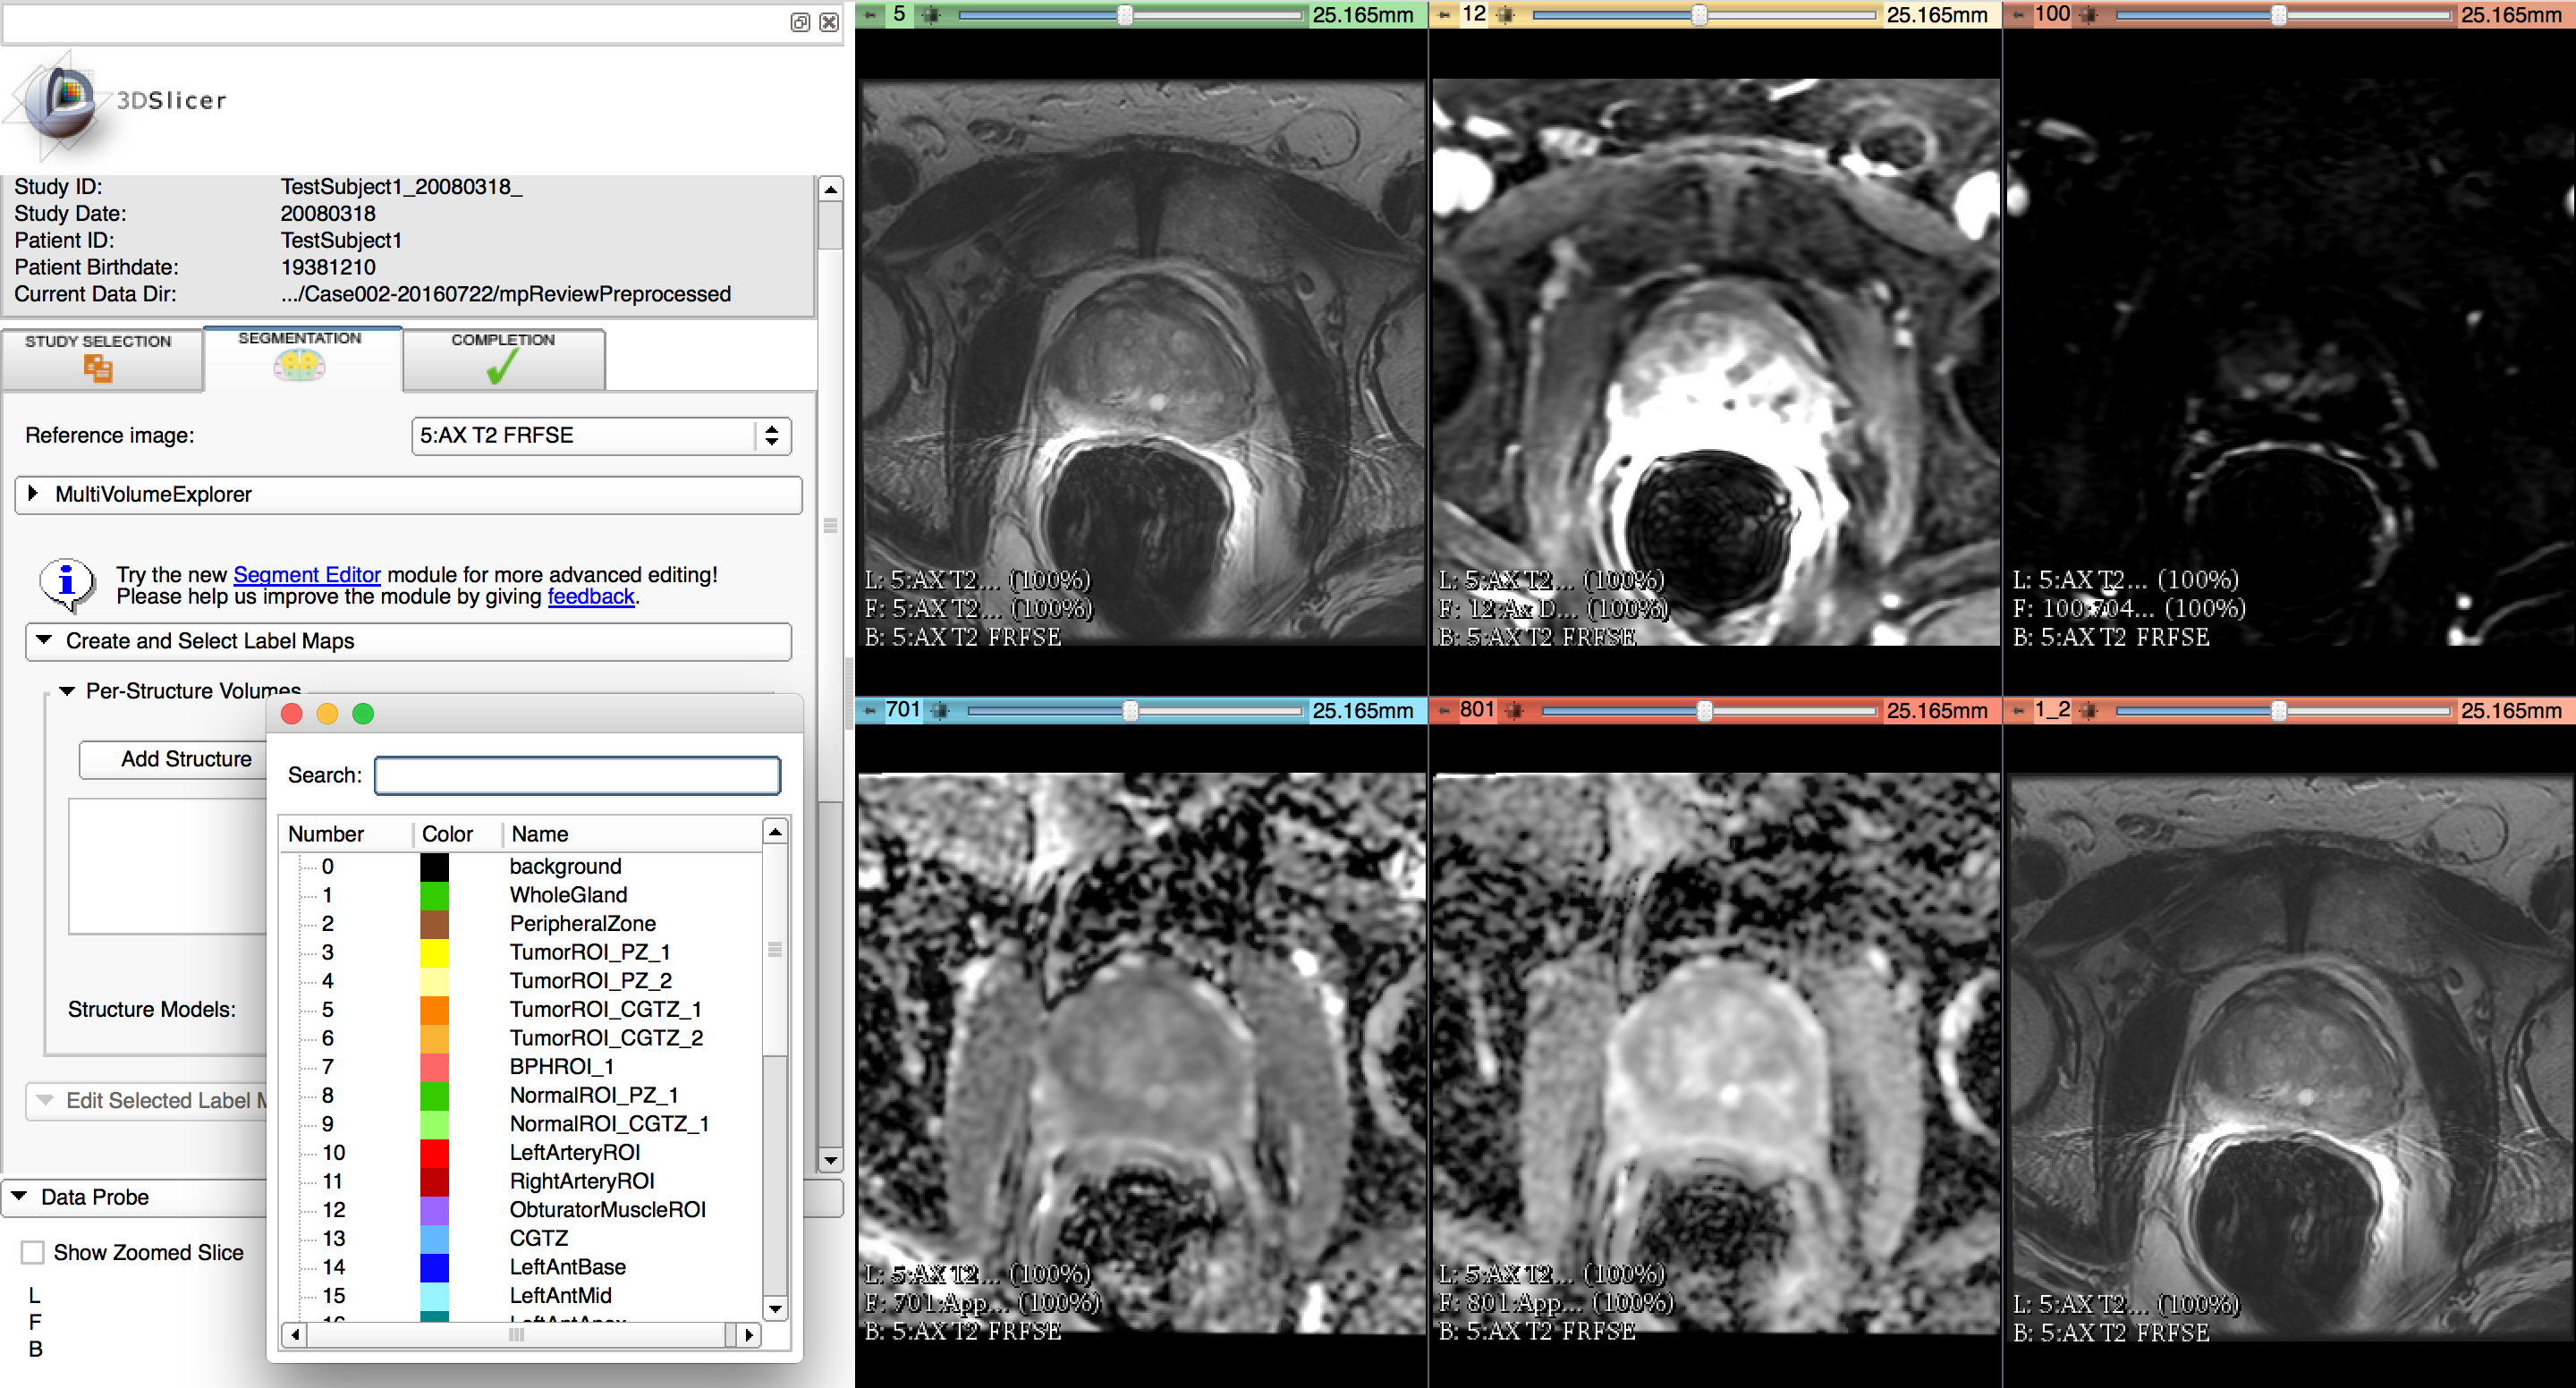 3DSlicer
Study ID: TestSubject1_20080318_
Study Date: 20080318
Patient ID: TestSubject1
Patient Birthdate: 19381210
Current Data Dir: .../Case002-20160722/mpReviewPreprocessed
STUDY SELECTION
SEGMENTATION
COMPLETION
Reference image: 5:AX T2 FRFSE
MultiVolumeExplorer
Try the new Segment Editor module for more advanced editing!
Please help us improve the module by giving feedback.
Create and Select Label Maps
Per-Structure Volumes
Add Structure
Structure Models:
Edit Selected Label M
Data Probe
Show Zoomed Slice
L
F
B
Search:
Number Color Name
0 background
1 WholeGland
2 PeripheralZone
3 TumorROI_PZ_1
4 TumorROI_PZ_2
5 TumorROI_CGTZ_1
6 TumorROI_CGTZ_2
7 BPHROI_1
8 NormalROI_PZ_1
9 NormalROI_CGTZ_1
10 LeftArteryROI
11 RightArteryROI
12 ObturatorMuscleROI
13 CGTZ
14 LeftAntBase
15 LeftAntMid
5 25.165mm
L: 5:AX T2... (100%)
F: 5:AX T2... (100%)
B: 5:AX T2 FRFSE
12 25.165mm
L: 5:AX T2... (100%)
F: 12:Ax D... (100%)
B: 5:AX T2 FRFSE
100 25.165mm
L: 5:AX T2... (100%)
F: 100:704... (100%)
B: 5:AX T2 FRFSE
701 25.165mm
L: 5:AX T2... (100%)
F: 701:App... (100%)
B: 5:AX T2 FRFSE
801 25.165mm
L: 5:AX T2... (100%)
F: 801:App... (100%)
B: 5:AX T2 FRFSE
1_2 25.165mm
L: 5:AX T2... (100%)
B: 5:AX T2 FRFSE